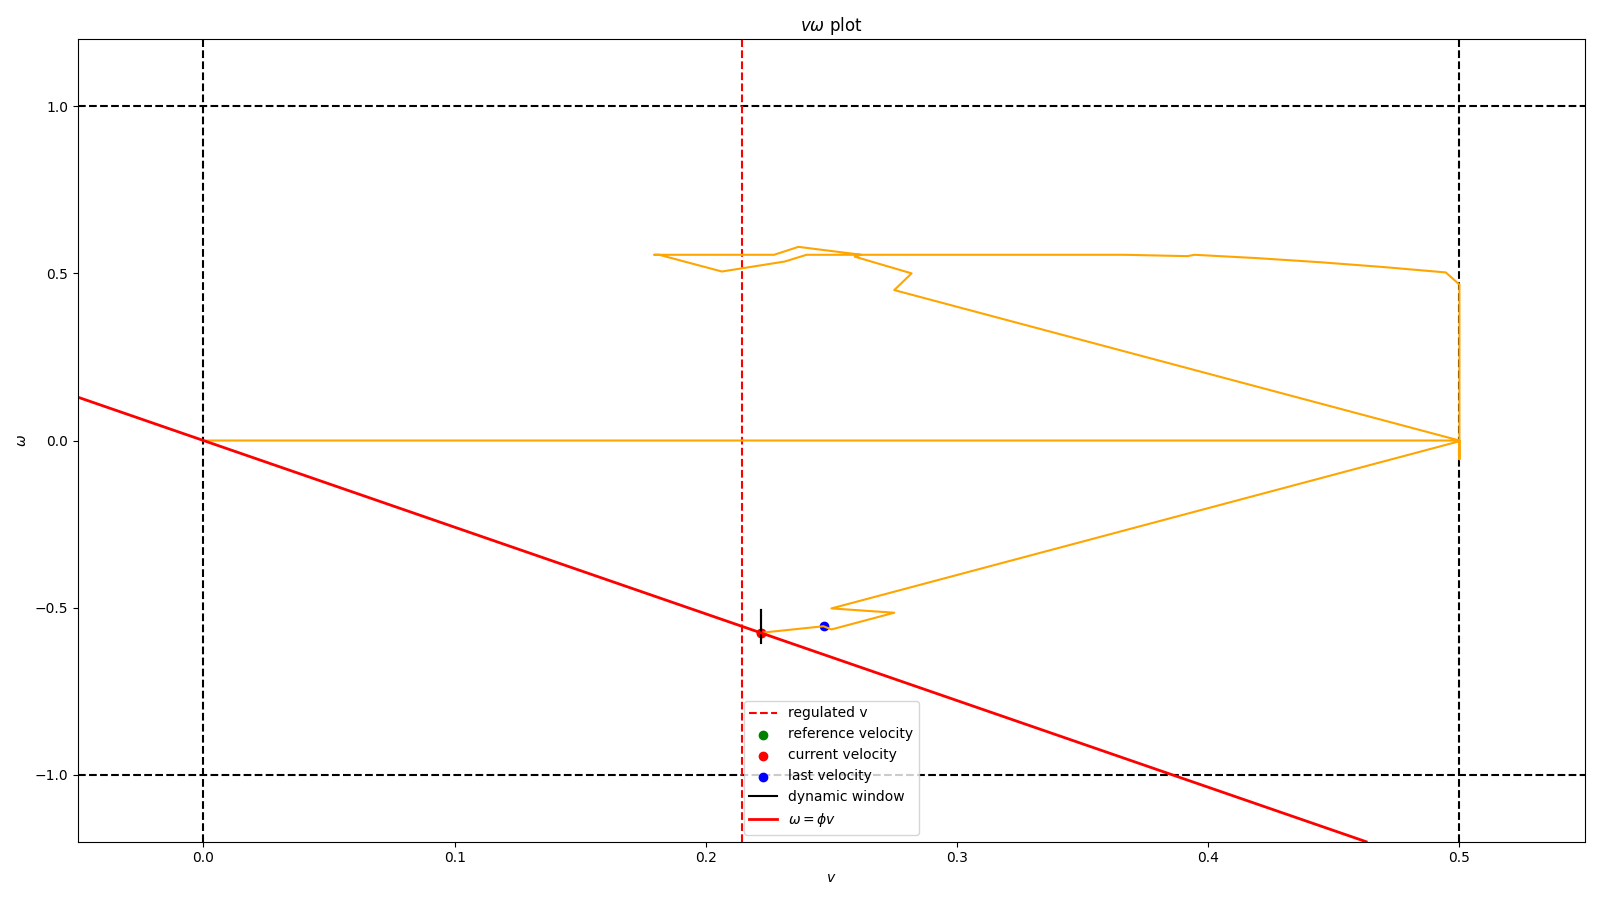 vω plot
ω
1.0
0.5
0.0
−0.5
−1.0
regulated v
reference velocity
current velocity
last velocity
dynamic window
ω = ϕv
0.0 0.1 0.2 0.3 0.4 0.5
v